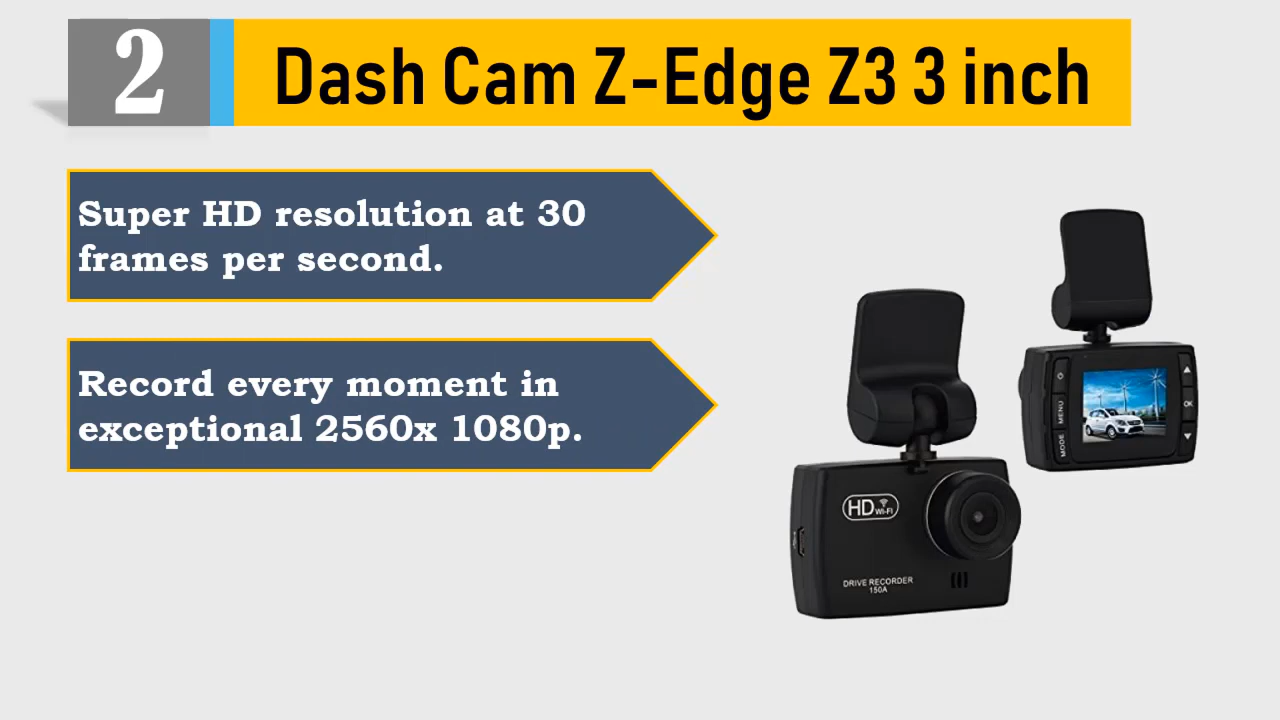 2
Dash Cam Z-Edge Z3 3 inch
Super HD resolution at 30
frames per second.
Record every moment in
exceptional 2560x 1080p.
HD Wi-Fi
DRIVE RECORDER
150A
MENU
OK
MODE